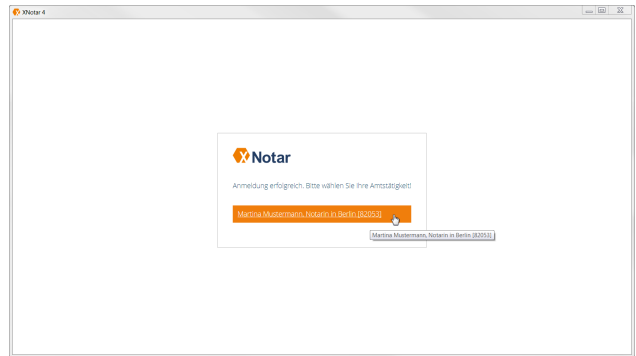 XNotar 4
XNotar
Anmeldung erfolgreich. Bitte wählen Sie Ihre Amtstätigkeit!
Martina Mustermann, Notarin in Berlin [82053]
Martina Mustermann, Notarin in Berlin [82053]